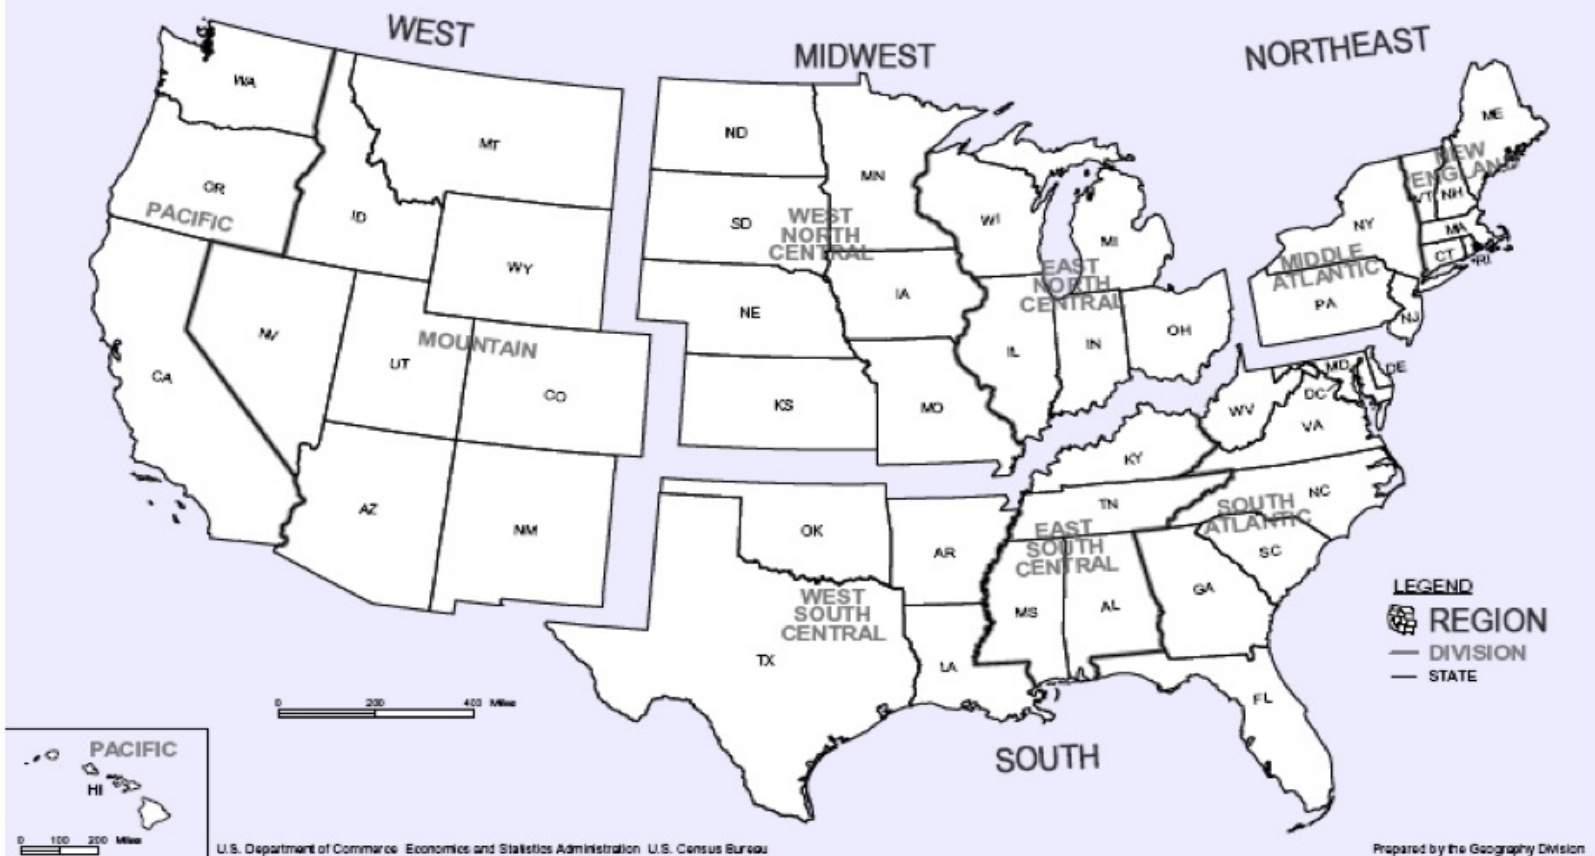 WEST
MIDWEST
NORTHEAST
WA
MT
ND
MN
ME
OR
ID
PACIFIC
SD
WEST
NORTH
CENTRAL
WI
MI
NY
NEW
ENGLAND
VT
NH
MA
CT
RI
WY
NE
IA
EAST
NORTH
CENTRAL
MIDDLE
ATLANTIC
PA
NJ
NV
UT
MOUNTAIN
CO
CA
KS
MO
IL
IN
OH
WV
MD
DE
DC
VA
KY
AZ
NM
OK
AR
TN
NC
EAST
SOUTH
CENTRAL
SOUTH
ATLANTIC
SC
WEST
SOUTH
CENTRAL
MS
AL
GA
TX
LA
FL
LEGEND
REGION
DIVISION
STATE
0 200 400 Miles
SOUTH
PACIFIC
HI
0 100 200 Miles
U.S. Department of Commerce Economics and Statistics Administration U.S. Census Bureau
Prepared by the Geography Division